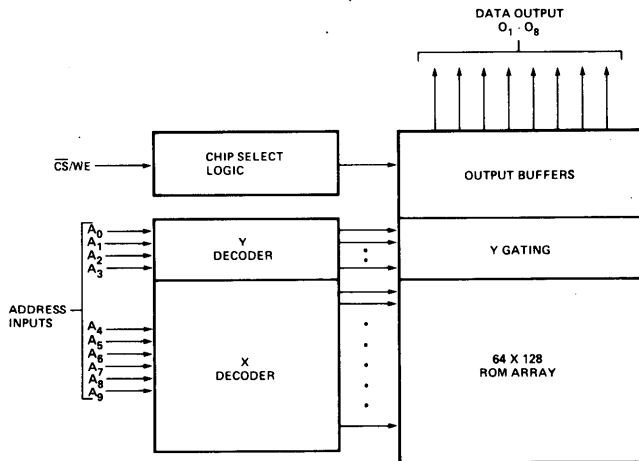 DATA OUTPUT
O1 - O8
CS/WE
CHIP SELECT
LOGIC
OUTPUT BUFFERS
A0
A1
A2
A3
Y
DECODER
Y GATING
ADDRESS
INPUTS
A4
A5
A6
A7
A8
A9
X
DECODER
64 X 128
ROM ARRAY